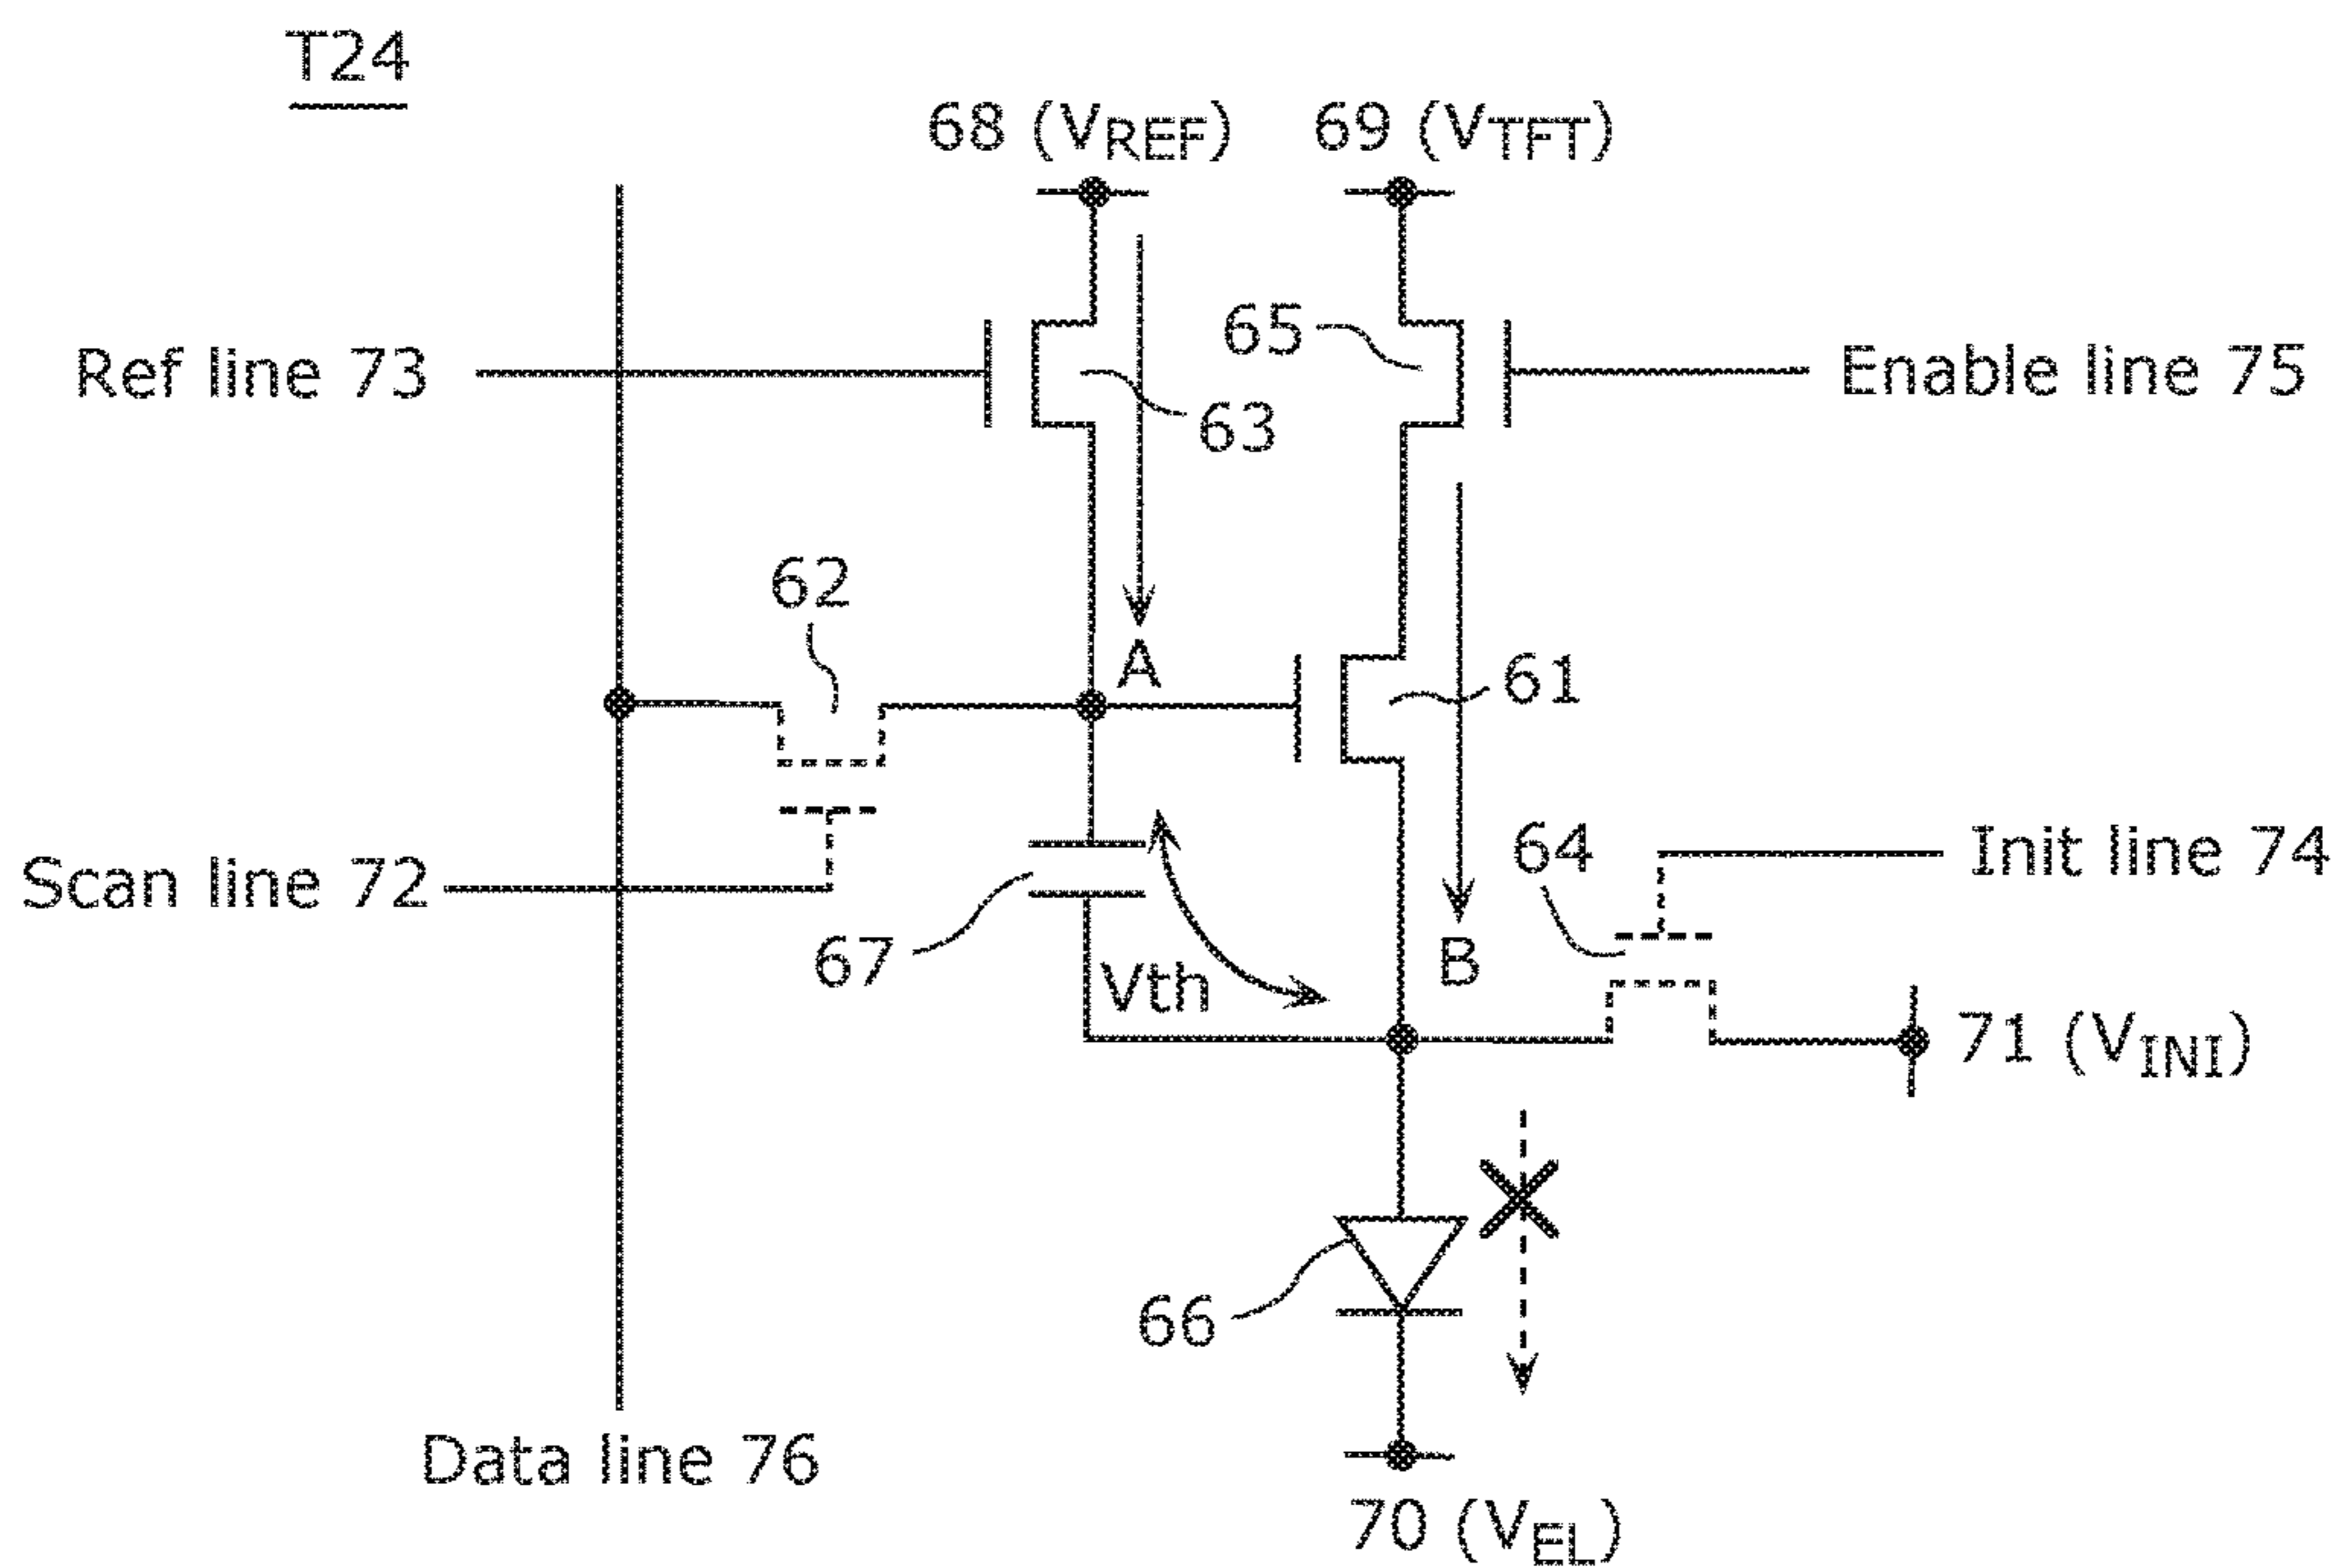 T24
68 (VREF)
69 (VTFT)
Ref line 73
65
63
Enable line 75
62
A
61
Scan line 72
67
Vth
B
64
Init line 74
71 (VINI)
66
Data line 76
70 (VEL)